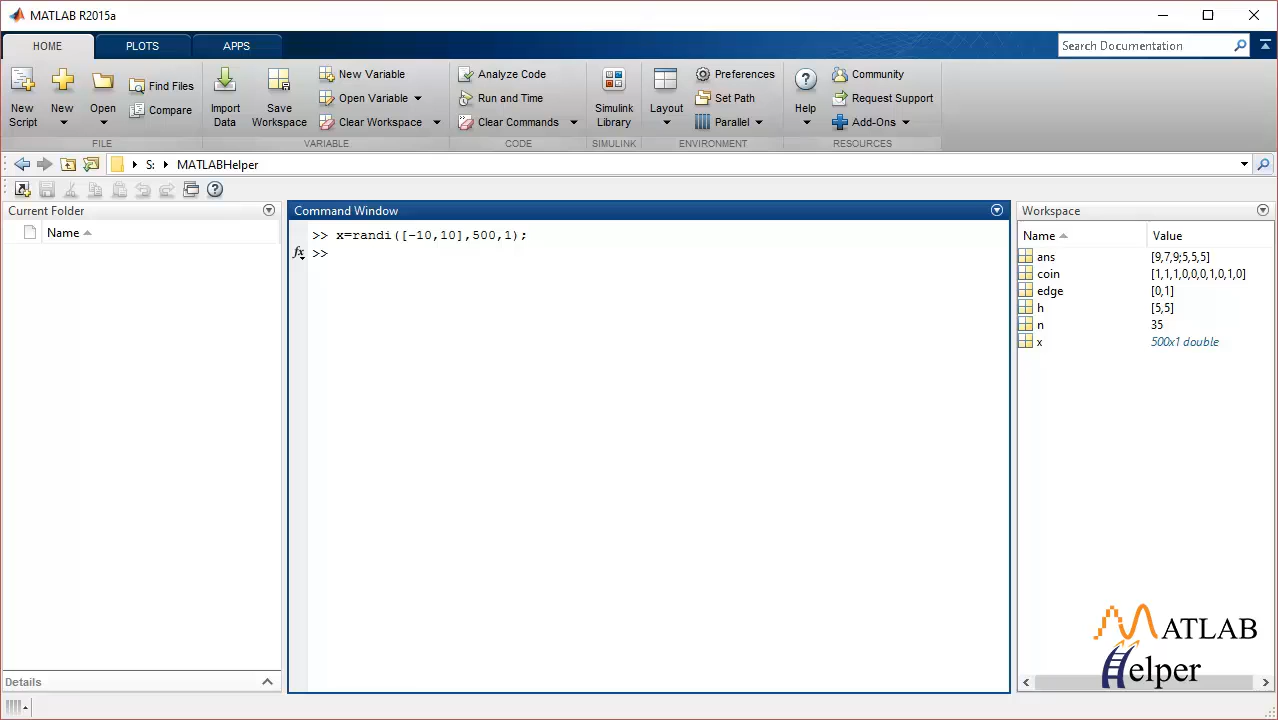 MATLAB R2015a
HOME PLOTS APPS Search Documentation
New Script
New
Open
Find Files
Compare
FILE
Import Data
Save Workspace
New Variable
Open Variable
Clear Workspace
VARIABLE
Analyze Code
Run and Time
Clear Commands
CODE
Simulink Library
SIMULINK
Layout
Preferences
Set Path
Parallel
ENVIRONMENT
Help
Community
Request Support
Add-Ons
RESOURCES
S: MATLABHelper
Current Folder
Name
Details
Command Window
>> x=randi([-10,10],500,1);
fx >>
Workspace
Name Value
ans [9,7,9;5,5,5]
coin [1,1,1,0,0,0,1,0,1,0]
edge [0,1]
h [5,5]
n 35
x 500x1 double
MATLAB
Helper